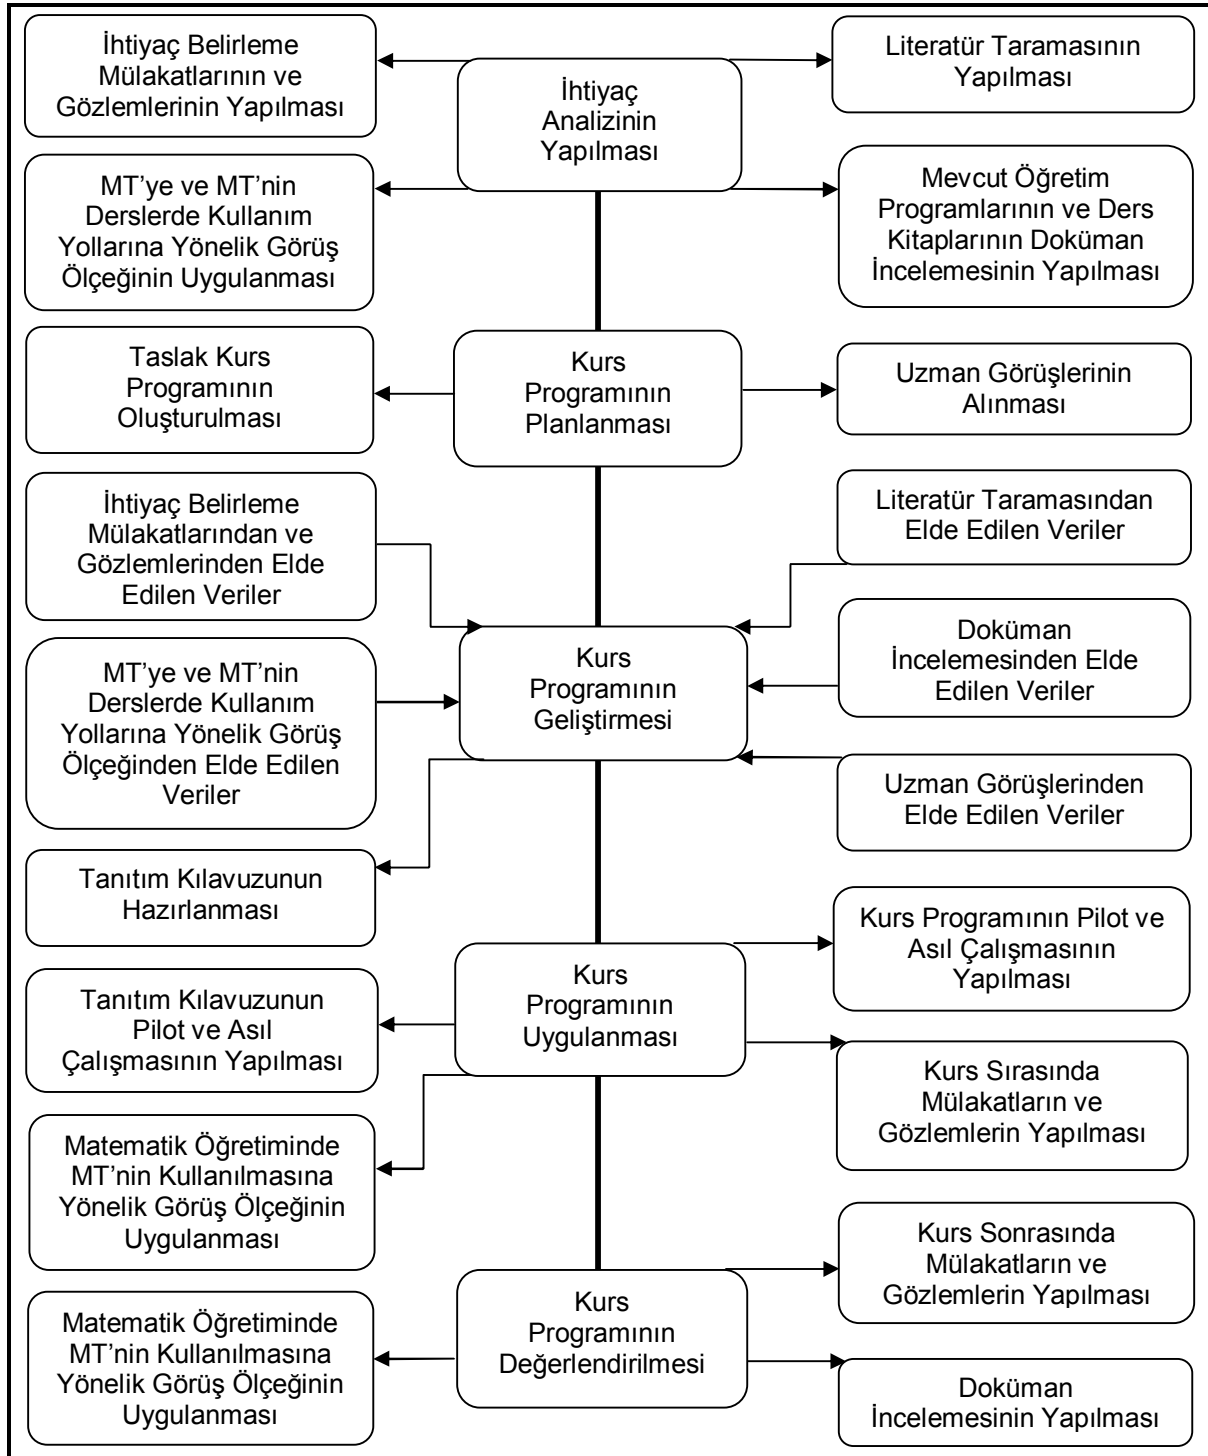 İhtiyaç Belirleme
Mülakatlarının ve
Gözlemlerinin Yapılması
İhtiyaç
Analizinin
Yapılması
Literatür Taramasının
Yapılması
MT’ye ve MT’nin
Derslerde Kullanım
Yollarına Yönelik Görüş
Ölçeğinin Uygulanması
Mevcut Öğretim
Programlarının ve Ders
Kitaplarının Doküman
İncelemesinin Yapılması
Taslak Kurs
Programının
Oluşturulması
Kurs
Programının
Planlanması
Uzman Görüşlerinin
Alınması
İhtiyaç Belirleme
Mülakatlarından ve
Gözlemlerinden Elde
Edilen Veriler
Literatür Taramasından
Elde Edilen Veriler
MT’ye ve MT’nin
Derslerde Kullanım
Yollarına Yönelik Görüş
Ölçeğinden Elde Edilen
Veriler
Kurs
Programının
Geliştirmesi
Doküman
İncelemesinden Elde
Edilen Veriler
Uzman Görüşlerinden
Elde Edilen Veriler
Tanıtım Kılavuzunun
Hazırlanması
Kurs Programının Pilot ve
Asıl Çalışmasının
Yapılması
Tanıtım Kılavuzunun
Pilot ve Asıl
Çalışmasının Yapılması
Kurs
Programının
Uygulanması
Kurs Sırasında
Mülakatların ve
Gözlemlerin Yapılması
Matematik Öğretiminde
MT’nin Kullanılmasına
Yönelik Görüş Ölçeğinin
Uygulanması
Kurs Sonrasında
Mülakatların ve
Gözlemlerin Yapılması
Matematik Öğretiminde
MT’nin Kullanılmasına
Yönelik Görüş Ölçeğinin
Uygulanması
Kurs
Programının
Değerlendirilmesi
Doküman
İncelemesinin Yapılması